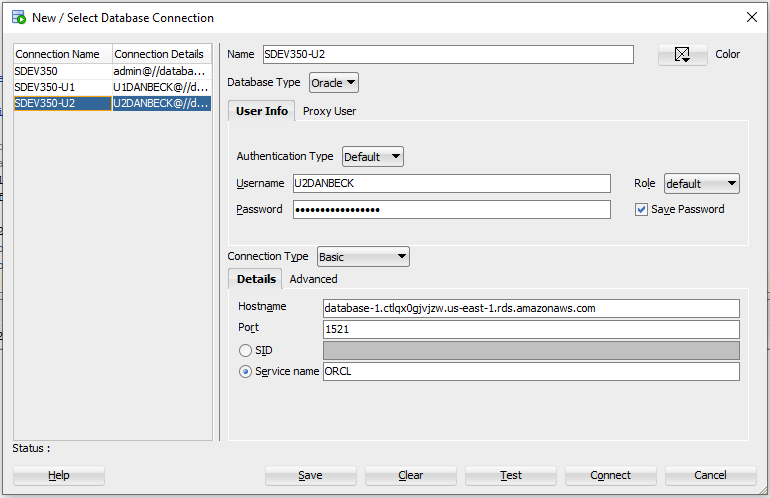 New / Select Database Connection
Connection Name Connection Details
SDEV350 admin@//databa...
SDEV350-U1 U1DANBECK@//d...
SDEV350-U2 U2DANBECK@//d...
Name SDEV350-U2 Color
Database Type Oracle
User Info Proxy User
Authentication Type Default
Username U2DANBECK Role default
Password ••••••••••••••••• Save Password
Connection Type Basic
Details Advanced
Hostname database-1.ctlqx0gjvjzw.us-east-1.rds.amazonaws.com
Port 1521
SID
Service name ORCL
Status :
Help Save Clear Test Connect Cancel